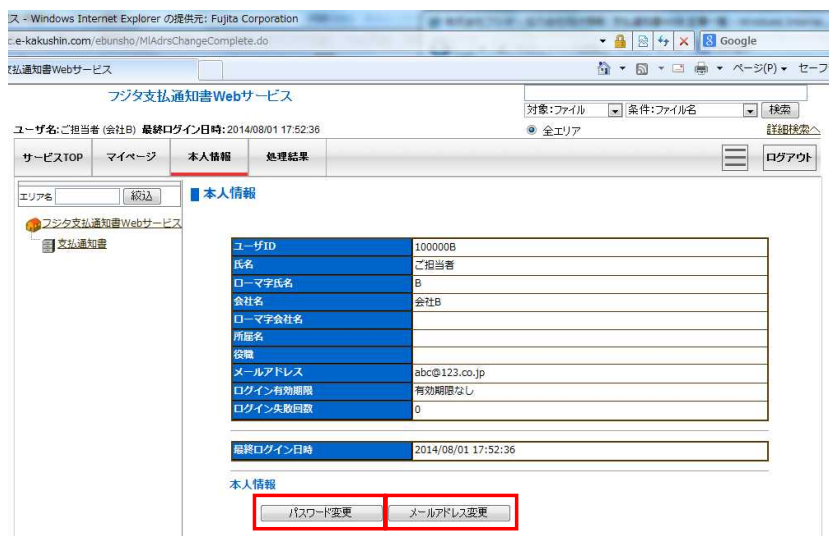 ス - Windows Internet Explorer の提供元: Fujita Corporation
c.e-kakushin.com/ebunsho/MIAdrsChangeComplete.do
Google
払通知書Webサービス
ページ(P)
セーフ
フジタ支払通知書Webサービス
対象:ファイル 条件:ファイル名 検索
ユーザ名:ご担当者 (会社B) 最終ログイン日時:2014/08/01 17:52:36
全エリア 詳細検索へ
サービスTOP マイページ 本人情報 処理結果 ログアウト
エリア名 絞込
本人情報
フジタ支払通知書Webサービス
支払通知書
ユーザID 100000B
氏名 ご担当者
ローマ字氏名 B
会社名 会社B
ローマ字会社名
所属名
役職
メールアドレス abc@123.co.jp
ログイン有効期限 有効期限なし
ログイン失敗回数 0
最終ログイン日時 2014/08/01 17:52:36
本人情報
パスワード変更 メールアドレス変更